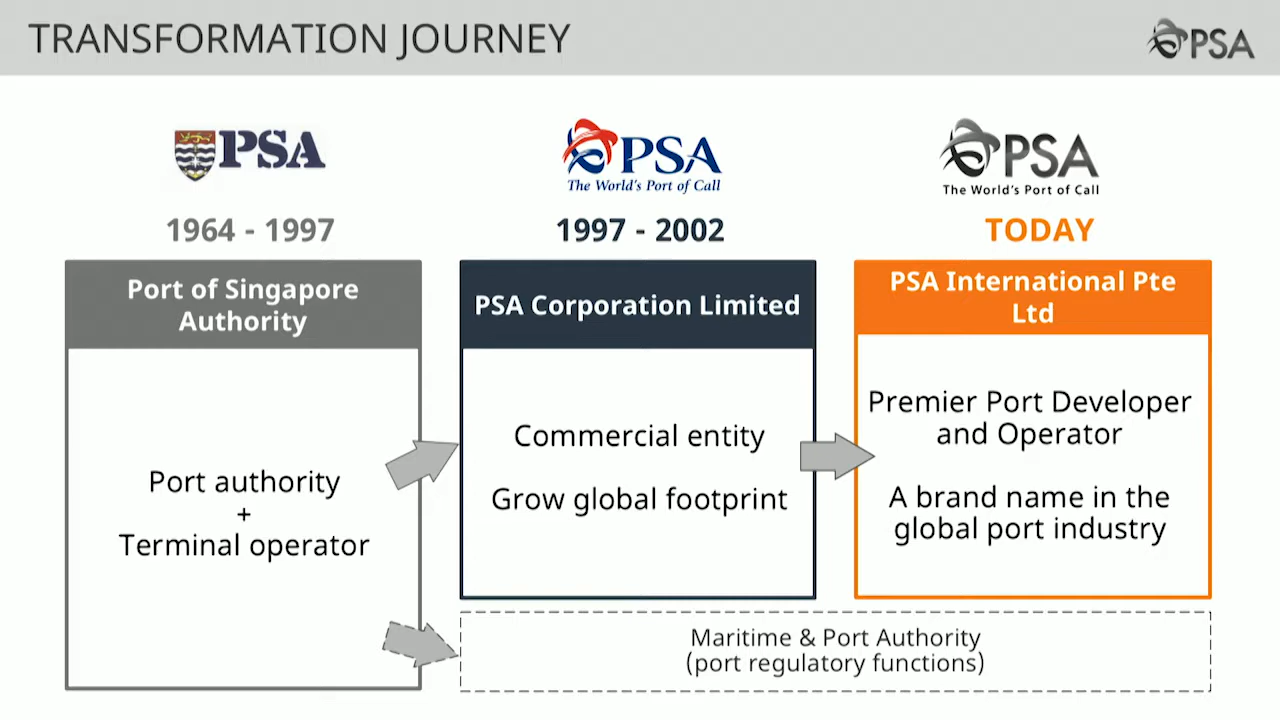 TRANSFORMATION JOURNEY
PSA
PSA
1964 - 1997
Port of Singapore
Authority
Port authority
+
Terminal operator
PSA
The World's Port of Call
1997 - 2002
PSA Corporation Limited
Commercial entity
Grow global footprint
PSA
The World's Port of Call
TODAY
PSA International Pte
Ltd
Premier Port Developer
and Operator
A brand name in the
global port industry
Maritime & Port Authority
(port regulatory functions)